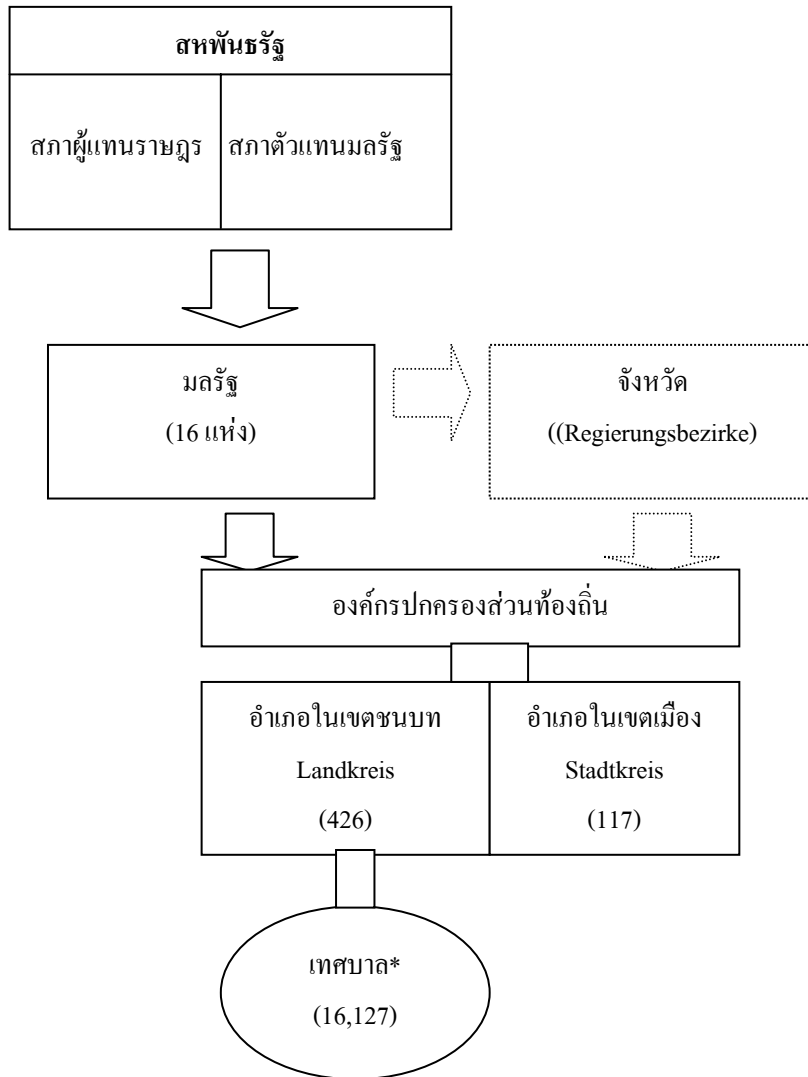 สหพันธรัฐ
สภาผู้แทนราษฎร
สภาตัวแทนมลรัฐ
มลรัฐ
(16 แห่ง)
จังหวัด
((Regierungsbezirke)
องค์กรปกครองส่วนท้องถิ่น
อำเภอในเขตชนบท
Landkreis
(426)
อำเภอในเขตเมือง
Stadtkreis
(117)
เทศบาล*
(16,127)